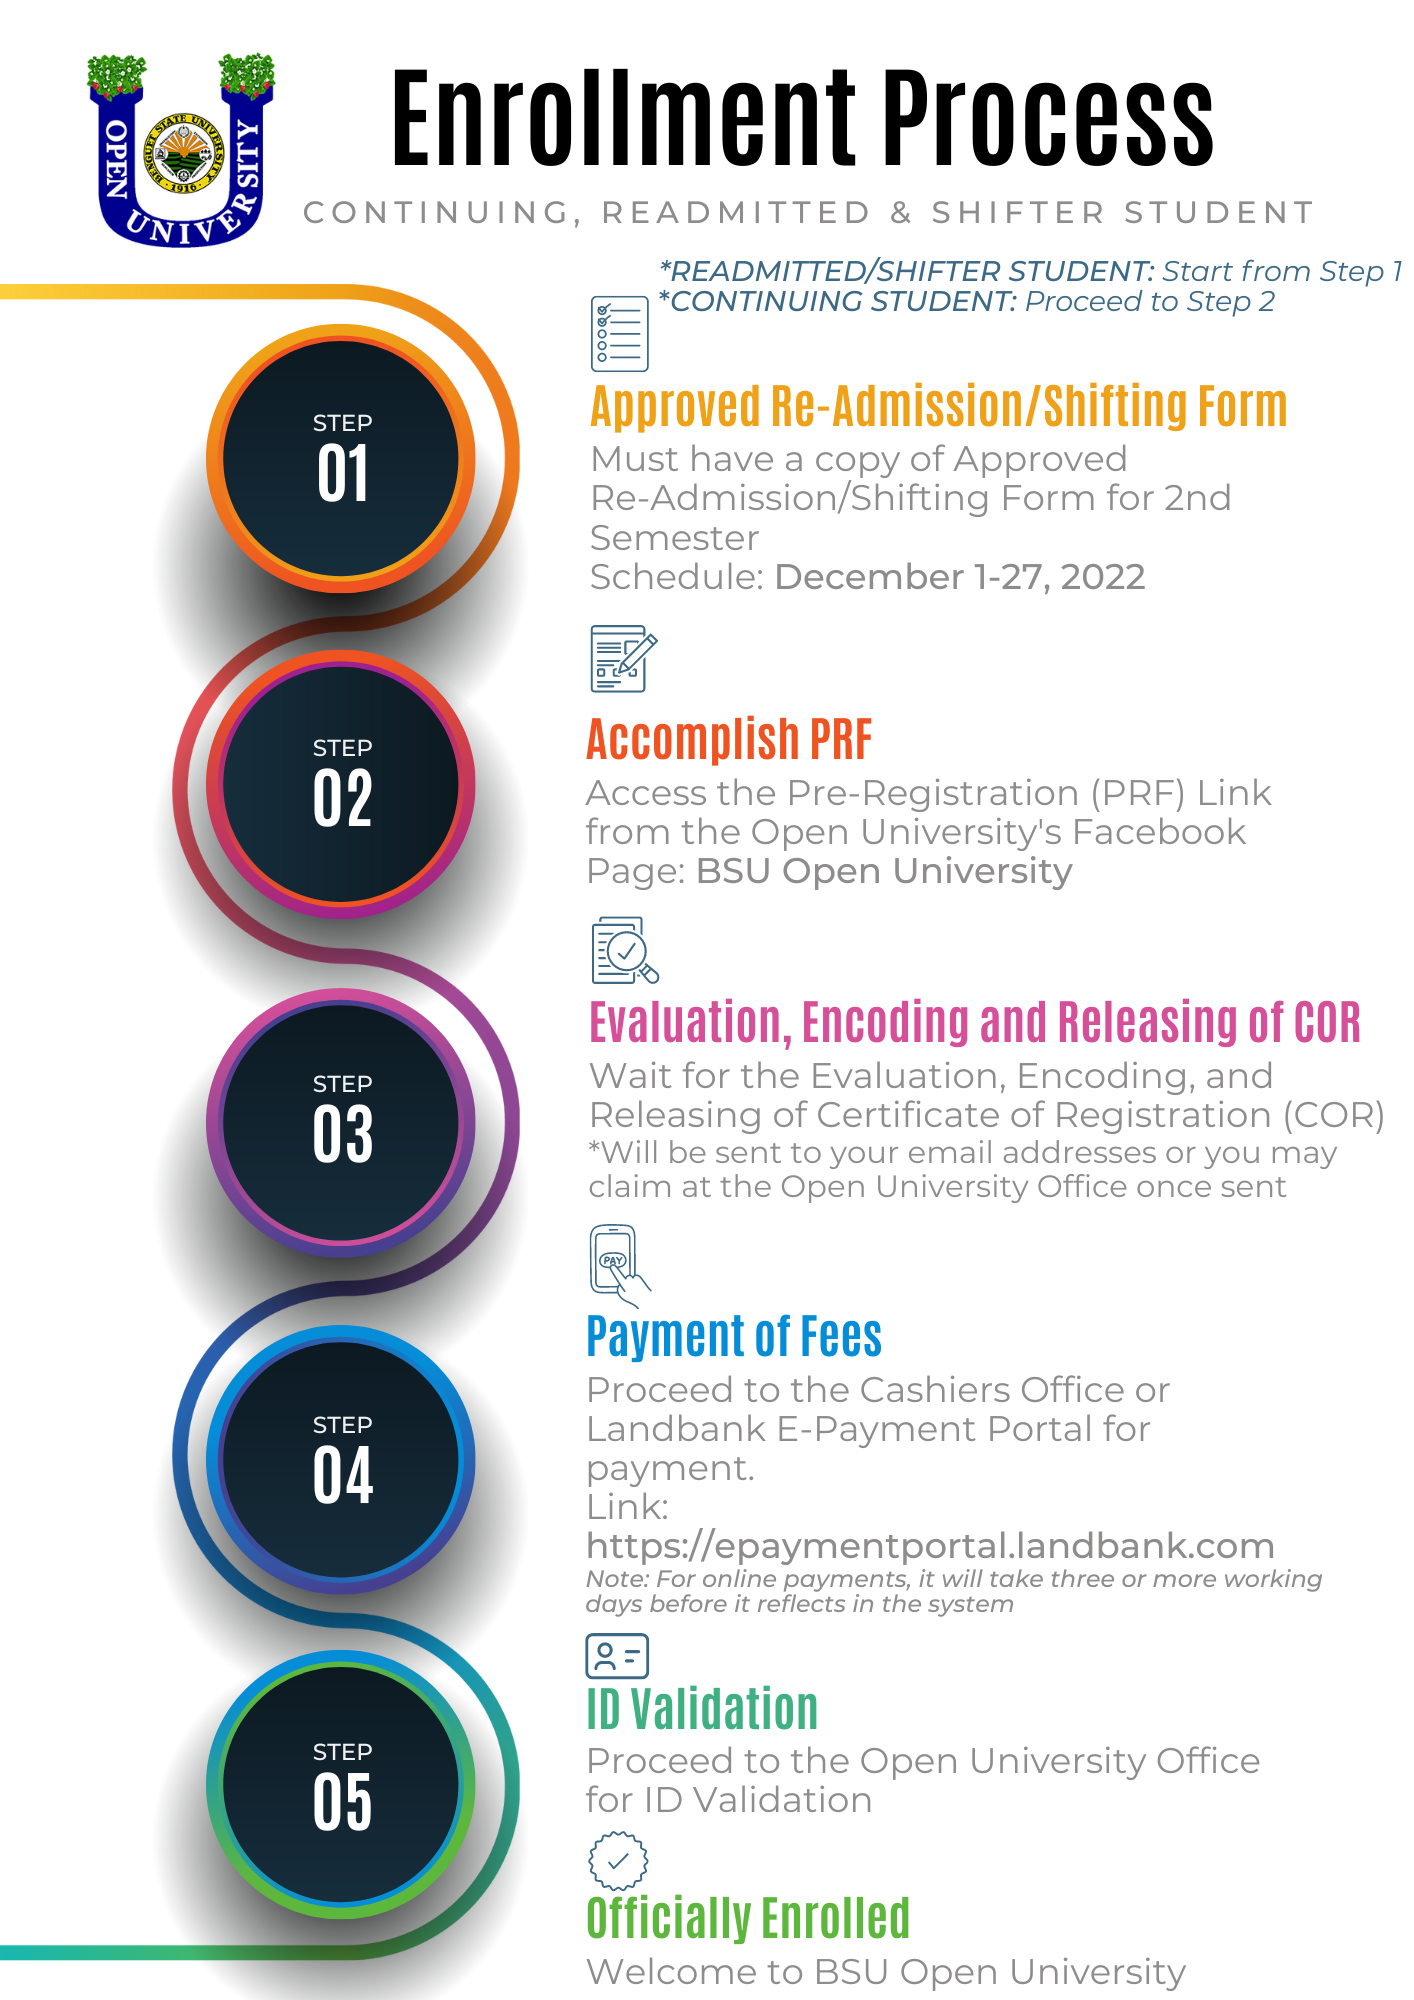 OPEN UNIVERSITY
BENGUET STATE UNIVERSITY
1916
Enrollment Process
CONTINUING, READMITTED & SHIFTER STUDENT
*READMITTED/SHIFTER STUDENT: Start from Step 1
*CONTINUING STUDENT: Proceed to Step 2
STEP
01
Approved Re-Admission/Shifting Form
Must have a copy of Approved
Re-Admission/Shifting Form for 2nd
Semester
Schedule: December 1-27, 2022
STEP
02
Accomplish PRF
Access the Pre-Registration (PRF) Link
from the Open University's Facebook
Page: BSU Open University
STEP
03
Evaluation, Encoding and Releasing of COR
Wait for the Evaluation, Encoding, and
Releasing of Certificate of Registration (COR)
*Will be sent to your email addresses or you may
claim at the Open University Office once sent
PAY
STEP
04
Payment of Fees
Proceed to the Cashiers Office or
Landbank E-Payment Portal for
payment.
Link:
https://epaymentportal.landbank.com
Note: For online payments, it will take three or more working
days before it reflects in the system
STEP
05
ID Validation
Proceed to the Open University Office
for ID Validation
Officially Enrolled
Welcome to BSU Open University